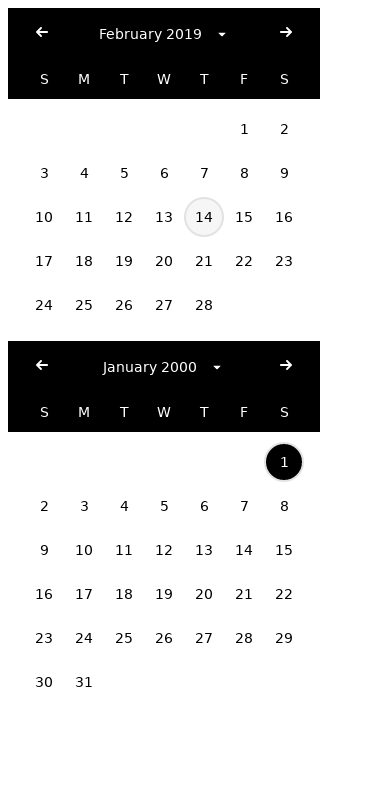 February 2019
S M T W T F S
1 2
3 4 5 6 7 8 9
10 11 12 13 14 15 16
17 18 19 20 21 22 23
24 25 26 27 28
January 2000
S M T W T F S
1
2 3 4 5 6 7 8
9 10 11 12 13 14 15
16 17 18 19 20 21 22
23 24 25 26 27 28 29
30 31